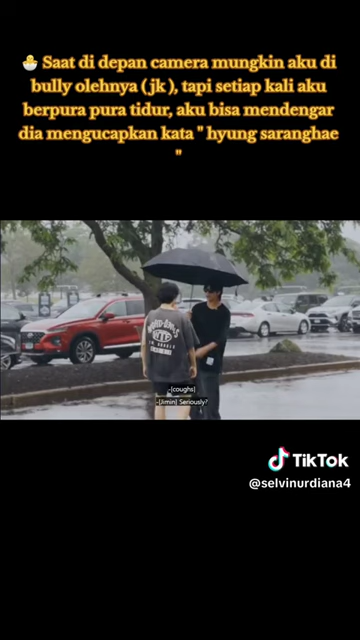 🐣 Saat di depan camera mungkin aku di
bully olehnya ( jk ), tapi setiap kali aku
berpura pura tidur, aku bisa mendengar
dia mengucapkan kata " hyung saranghae
"
-[coughs]
-[Jimin] Seriously?
TikTok
@selvinurdiana4